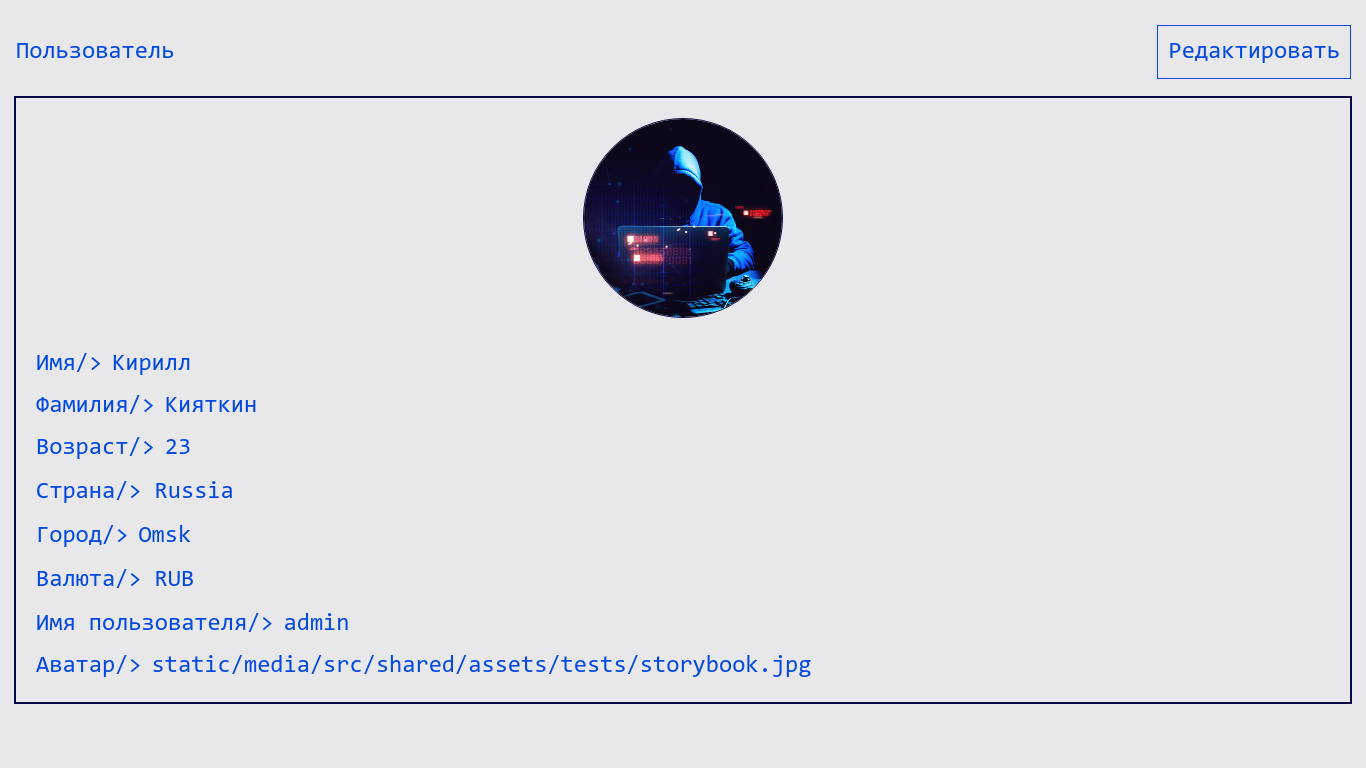 Пользователь
Редактировать
Имя/> Кирилл
Фамилия/> Кияткин
Возраст/> 23
Страна/> Russia
Город/> Omsk
Валюта/> RUB
Имя пользователя/> admin
Аватар/> static/media/src/shared/assets/tests/storybook.jpg